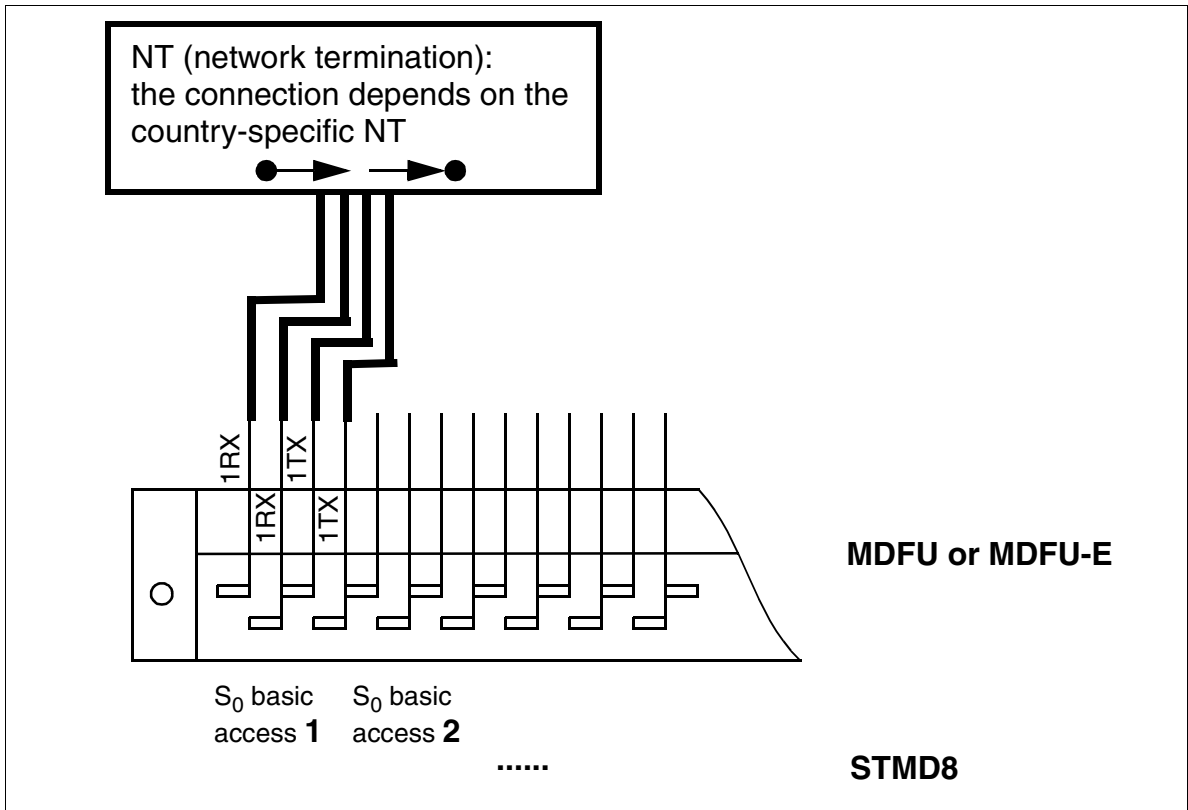 NT (network termination):
the connection depends on the
country-specific NT
1RX
1RX
1TX
1TX
MDFU or MDFU-E
S₀ basic
access 1
S₀ basic
access 2
......
STMD8